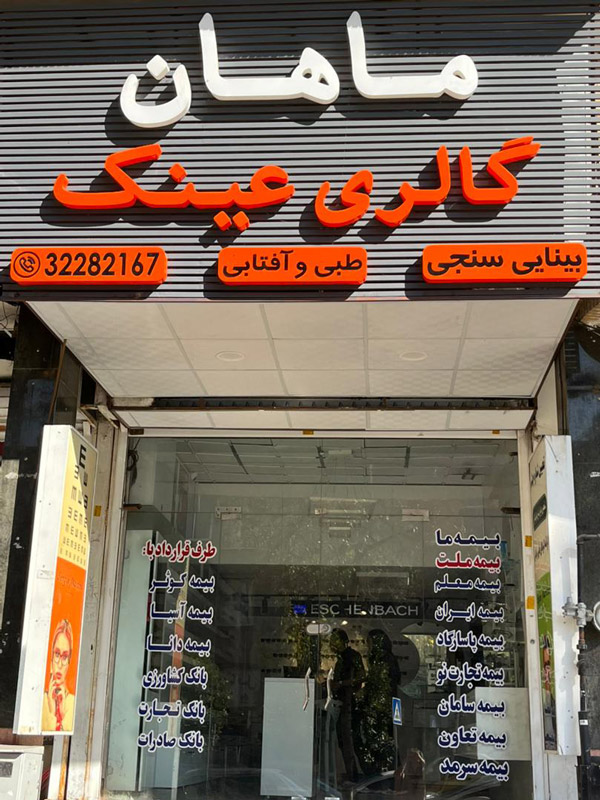 ماهان
گالری عینک
بینایی سنجی
طبی و آفتابی
32282167
بیمه ما
بیمه ملت
بیمه معلم
بیمه ایران
بیمه پاسارگاد
بیمه تجارت نو
بیمه سامان
بیمه تعاون
بیمه سرمد
طرف قرارداد با:
بیمه کوثر
بیمه آسیا
بیمه دانا
بانک کشاورزی
بانک تجارت
بانک صادرات
ESCHENBACH